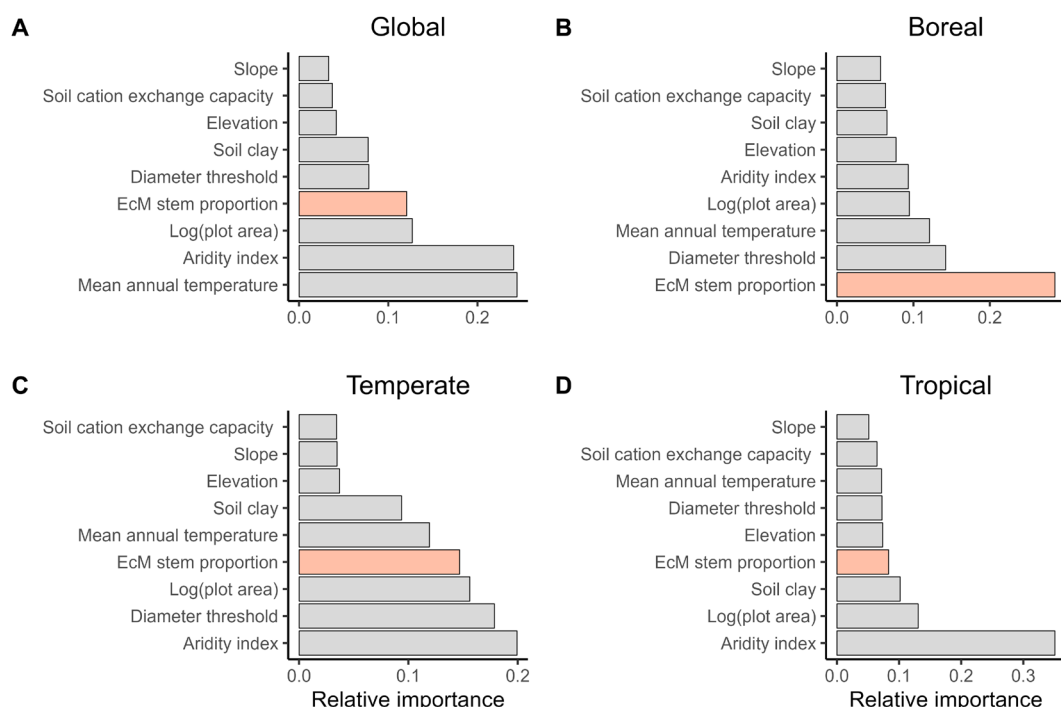 A
Global
Slope
Soil cation exchange capacity
Elevation
Soil clay
Diameter threshold
EcM stem proportion
Log(plot area)
Aridity index
Mean annual temperature
0.0 0.1 0.2
B
Boreal
Slope
Soil cation exchange capacity
Soil clay
Elevation
Aridity index
Log(plot area)
Mean annual temperature
Diameter threshold
EcM stem proportion
0.0 0.1 0.2
C
Temperate
Soil cation exchange capacity
Slope
Elevation
Soil clay
Mean annual temperature
EcM stem proportion
Log(plot area)
Diameter threshold
Aridity index
0.0 0.1 0.2
Relative importance
D
Tropical
Slope
Soil cation exchange capacity
Mean annual temperature
Diameter threshold
Elevation
EcM stem proportion
Soil clay
Log(plot area)
Aridity index
0.0 0.1 0.2 0.3
Relative importance